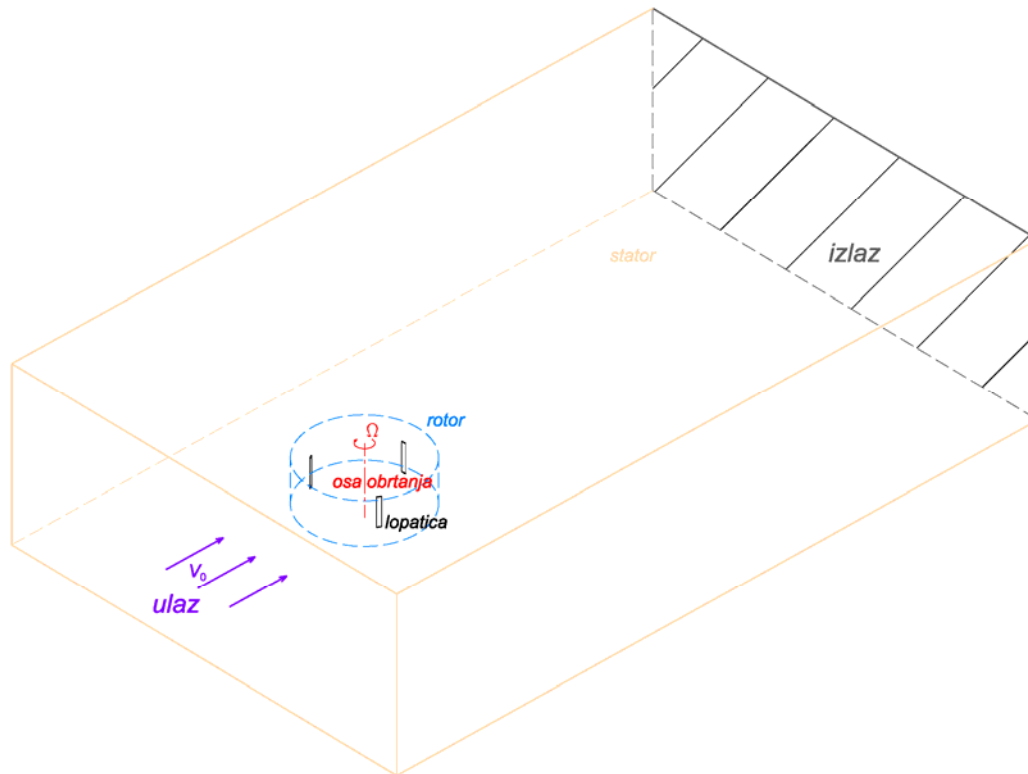 stator
izlaz
rotor
Ω
osa obrtanja
lopatica
V₀
ulaz